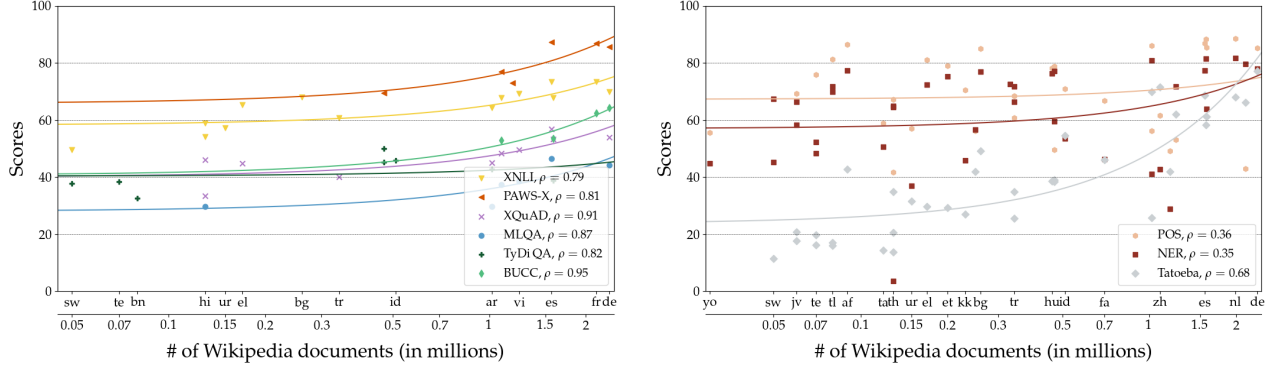 100
80
60
40
20
0
Scores
XNLI, ρ = 0.79
PAWS-X, ρ = 0.81
XQuAD, ρ = 0.91
MLQA, ρ = 0.87
TyDiQA, ρ = 0.82
BUCC, ρ = 0.95
sw te bn hi ur el bg tr id ar vi es fr de
0.05 0.07 0.1 0.15 0.2 0.3 0.5 0.7 1 1.5 2
# of Wikipedia documents (in millions)
100
80
60
40
20
0
Scores
POS, ρ = 0.36
NER, ρ = 0.35
Tatoeba, ρ = 0.68
yo sw jv te tl af ta th ur el et kk bg tr hu id fa zh es nl de
0.05 0.07 0.1 0.15 0.2 0.3 0.5 0.7 1 1.5 2
# of Wikipedia documents (in millions)